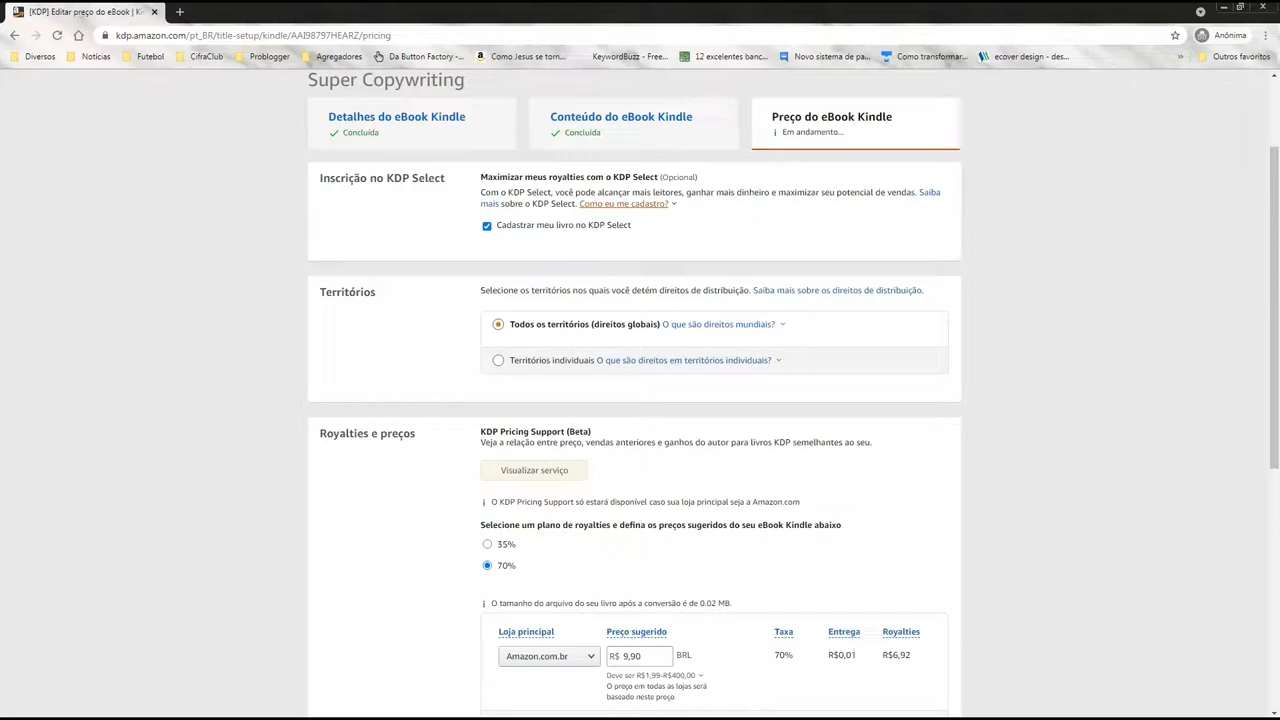 [KDP] Editar preço do eBook | Ki
kdp.amazon.com/pt_BR/title-setup/kindle/AAI98797HEARZ/pricing
Anônima
Diversos
Notícias
Futebol
CifraClub
Problogger
Agregadores
Da Button Factory -...
Como Jesus se torn...
KeywordBuzz - Free...
12 excelentes banc...
Novo sistema de pa...
Como transformar...
ecover design - des...
Outros favoritos
Super Copywriting
Detalhes do eBook Kindle
Concluída
Conteúdo do eBook Kindle
Concluída
Preço do eBook Kindle
Em andamento...
Inscrição no KDP Select
Maximizar meus royalties com o KDP Select (Opcional)
Com o KDP Select, você pode alcançar mais leitores, ganhar mais dinheiro e maximizar seu potencial de vendas. Saiba
mais sobre o KDP Select. Como eu me cadastro?
Cadastrar meu livro no KDP Select
Territórios
Selecione os territórios nos quais você detém direitos de distribuição. Saiba mais sobre os direitos de distribuição.
Todos os territórios (direitos globais) O que são direitos mundiais?
Territórios individuais O que são direitos em territórios individuais?
Royalties e preços
KDP Pricing Support (Beta)
Veja a relação entre preço, vendas anteriores e ganhos do autor para livros KDP semelhantes ao seu.
Visualizar serviço
O KDP Pricing Support só estará disponível caso sua loja principal seja a Amazon.com
Selecione um plano de royalties e defina os preços sugeridos do seu eBook Kindle abaixo
35%
70%
O tamanho do arquivo do seu livro após a conversão é de 0.02 MB.
Loja principal Preço sugerido Taxa Entrega Royalties
Amazon.com.br R$ 9,90 BRL 70% R$0,01 R$6,92
Deve ser R$1,99-R$400,00
O preço em todas as lojas será
baseado neste preço